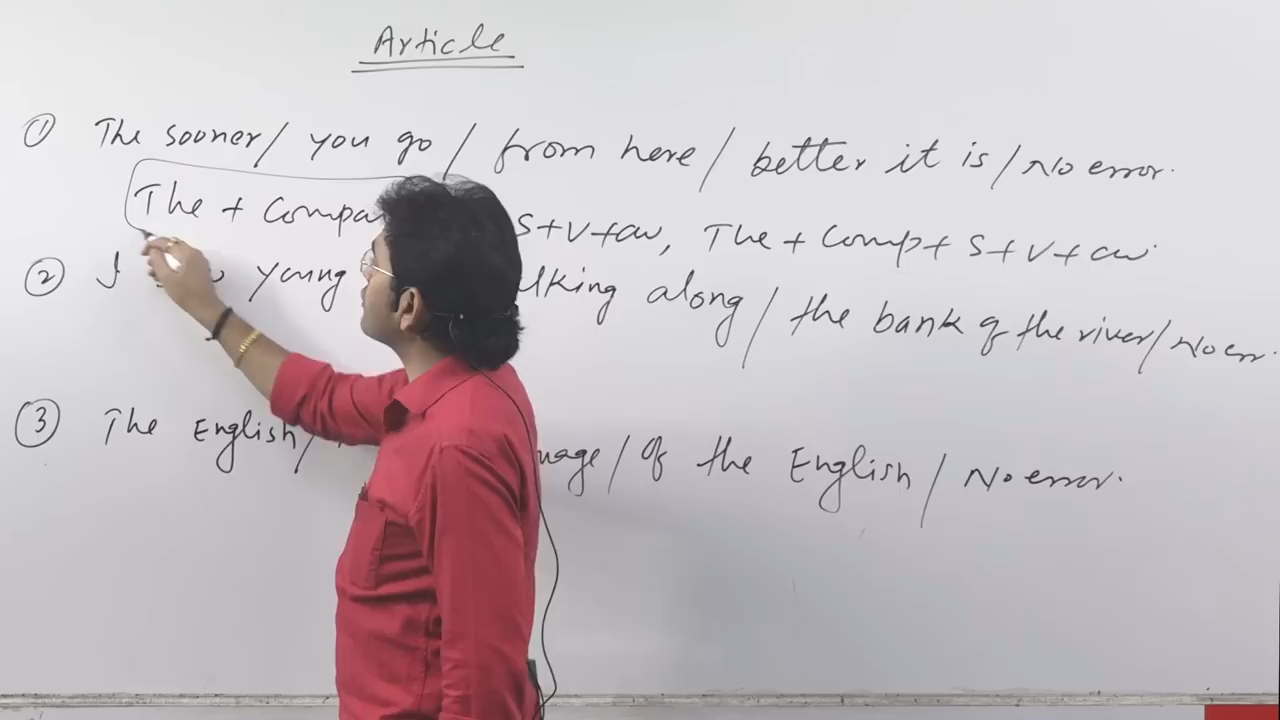 Article
① The sooner / you go / from here / better it is / No error.
The + Compa S+V+cw, The + Comp+ S+V+cw.
② I young lking along / the bank of the river / No err.
③ The English / uage / of the English / No error.